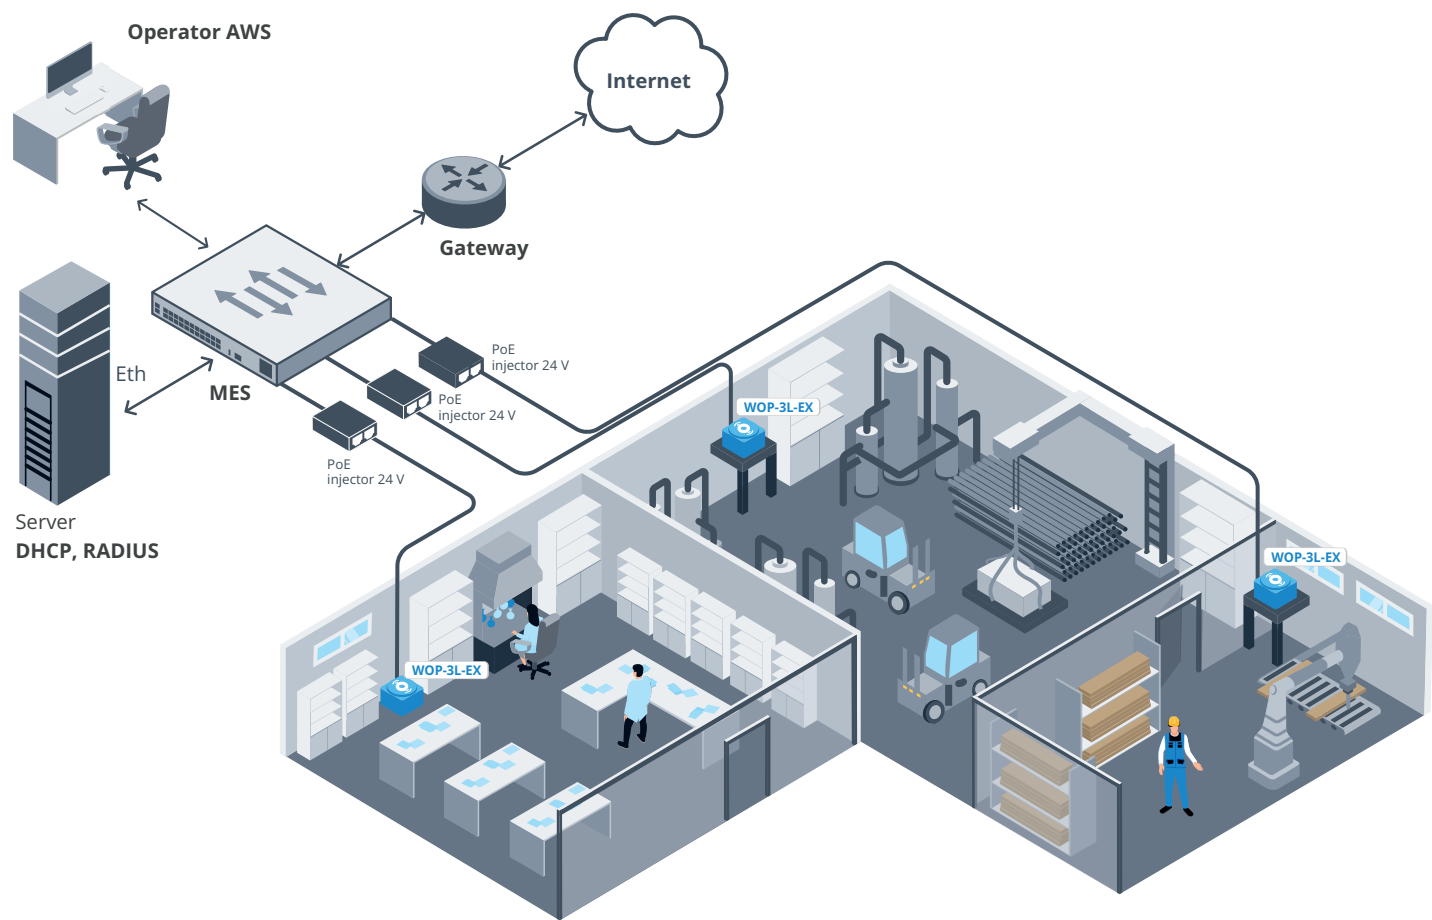 Operator AWS
Internet
Gateway
Eth
MES
PoE
injector 24 V
PoE
injector 24 V
PoE
injector 24 V
Server
DHCP, RADIUS
WOP-3L-EX
WOP-3L-EX
WOP-3L-EX